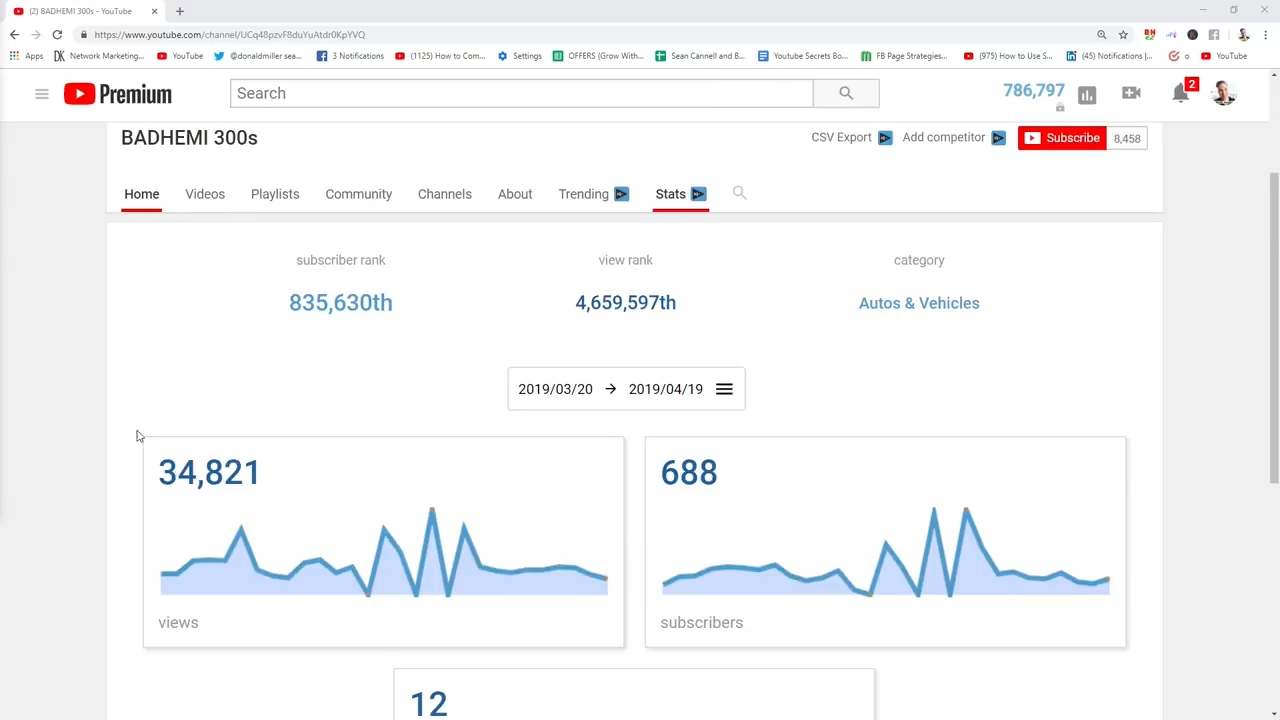 (2) BADHEMI 300s - YouTube
https://www.youtube.com/channel/UCq48pzvF8duYuAtdr0KpYVQ
Apps Network Marketing... YouTube @donaldmiller sea... 3 Notifications (1125) How to Com... Settings OFFERS (Grow With... Sean Cannell and B... Youtube Secrets Bo... FB Page Strategies... (975) How to Use S... (45) Notifications |... o YouTube
Premium Search 786,797 2
BADHEMI 300s CSV Export Add competitor Subscribe 8,458
Home Videos Playlists Community Channels About Trending Stats
subscriber rank view rank category
835,630th 4,659,597th Autos & Vehicles
2019/03/20 → 2019/04/19
34,821 688
views subscribers
12